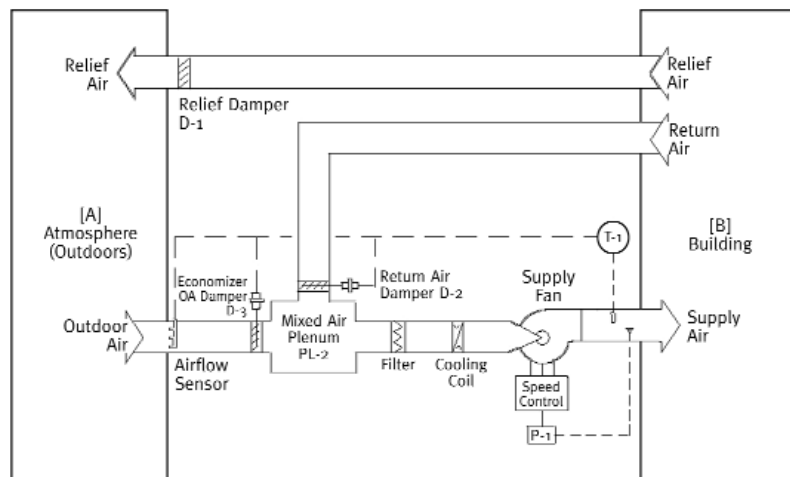 Relief
Air
Relief Damper
D-1
Relief
Air
Return
Air
[A]
Atmosphere
(Outdoors)
[B]
Building
T-1
Economizer
OA Damper
D-3
Return Air
Damper D-2
Supply
Fan
Outdoor
Air
Mixed Air
Plenum
PL-2
Supply
Air
Airflow
Sensor
Filter
Cooling
Coil
Speed
Control
P-1